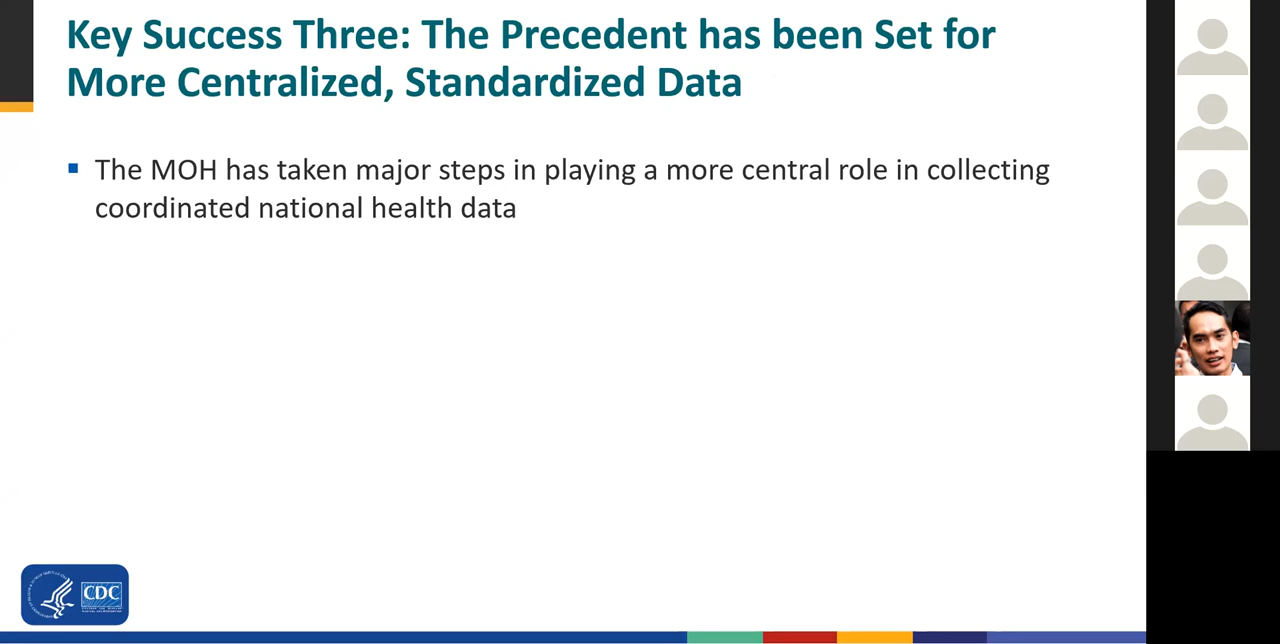 Key Success Three: The Precedent has been Set for
More Centralized, Standardized Data
The MOH has taken major steps in playing a more central role in collecting
coordinated national health data
CDC